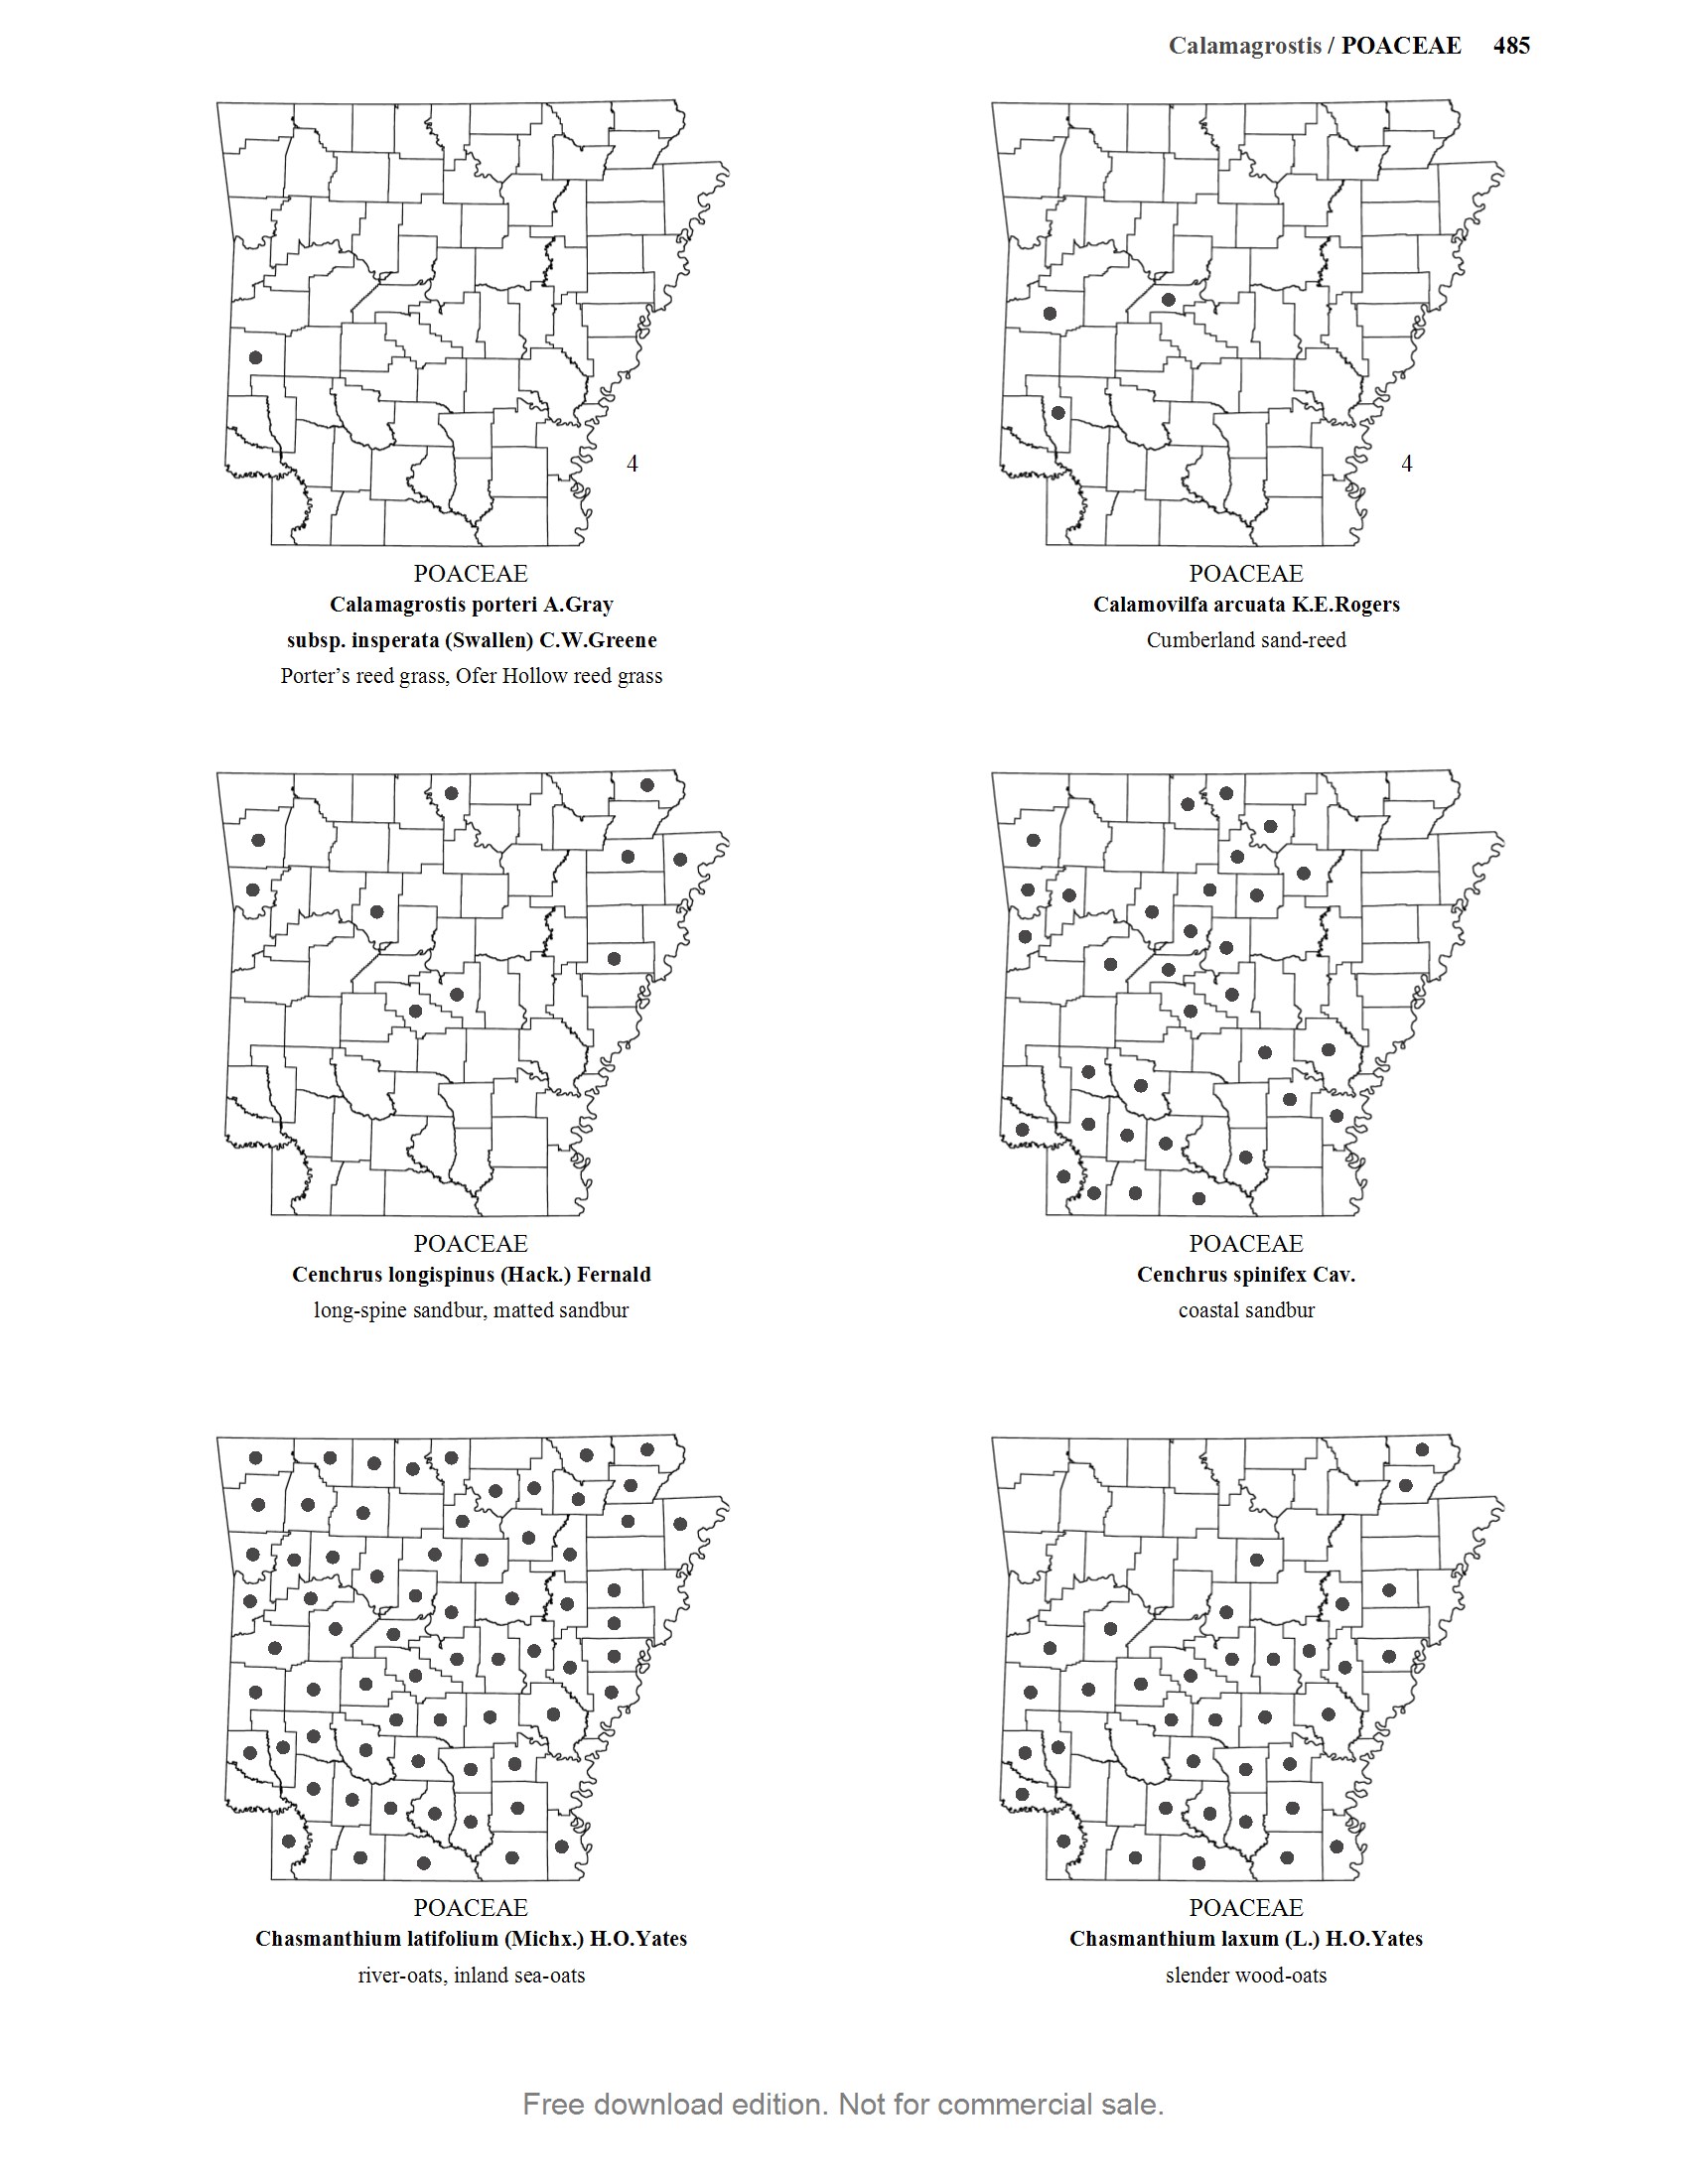 Calamagrostis / POACEAE 485
4
POACEAE
Calamagrostis porteri A.Gray
subsp. insperata (Swallen) C.W.Greene
Porter’s reed grass, Ofer Hollow reed grass
4
POACEAE
Calamovilfa arcuata K.E.Rogers
Cumberland sand-reed
POACEAE
Cenchrus longispinus (Hack.) Fernald
long-spine sandbur, matted sandbur
POACEAE
Cenchrus spinifex Cav.
coastal sandbur
POACEAE
Chasmanthium latifolium (Michx.) H.O.Yates
river-oats, inland sea-oats
POACEAE
Chasmanthium laxum (L.) H.O.Yates
slender wood-oats
Free download edition. Not for commercial sale.